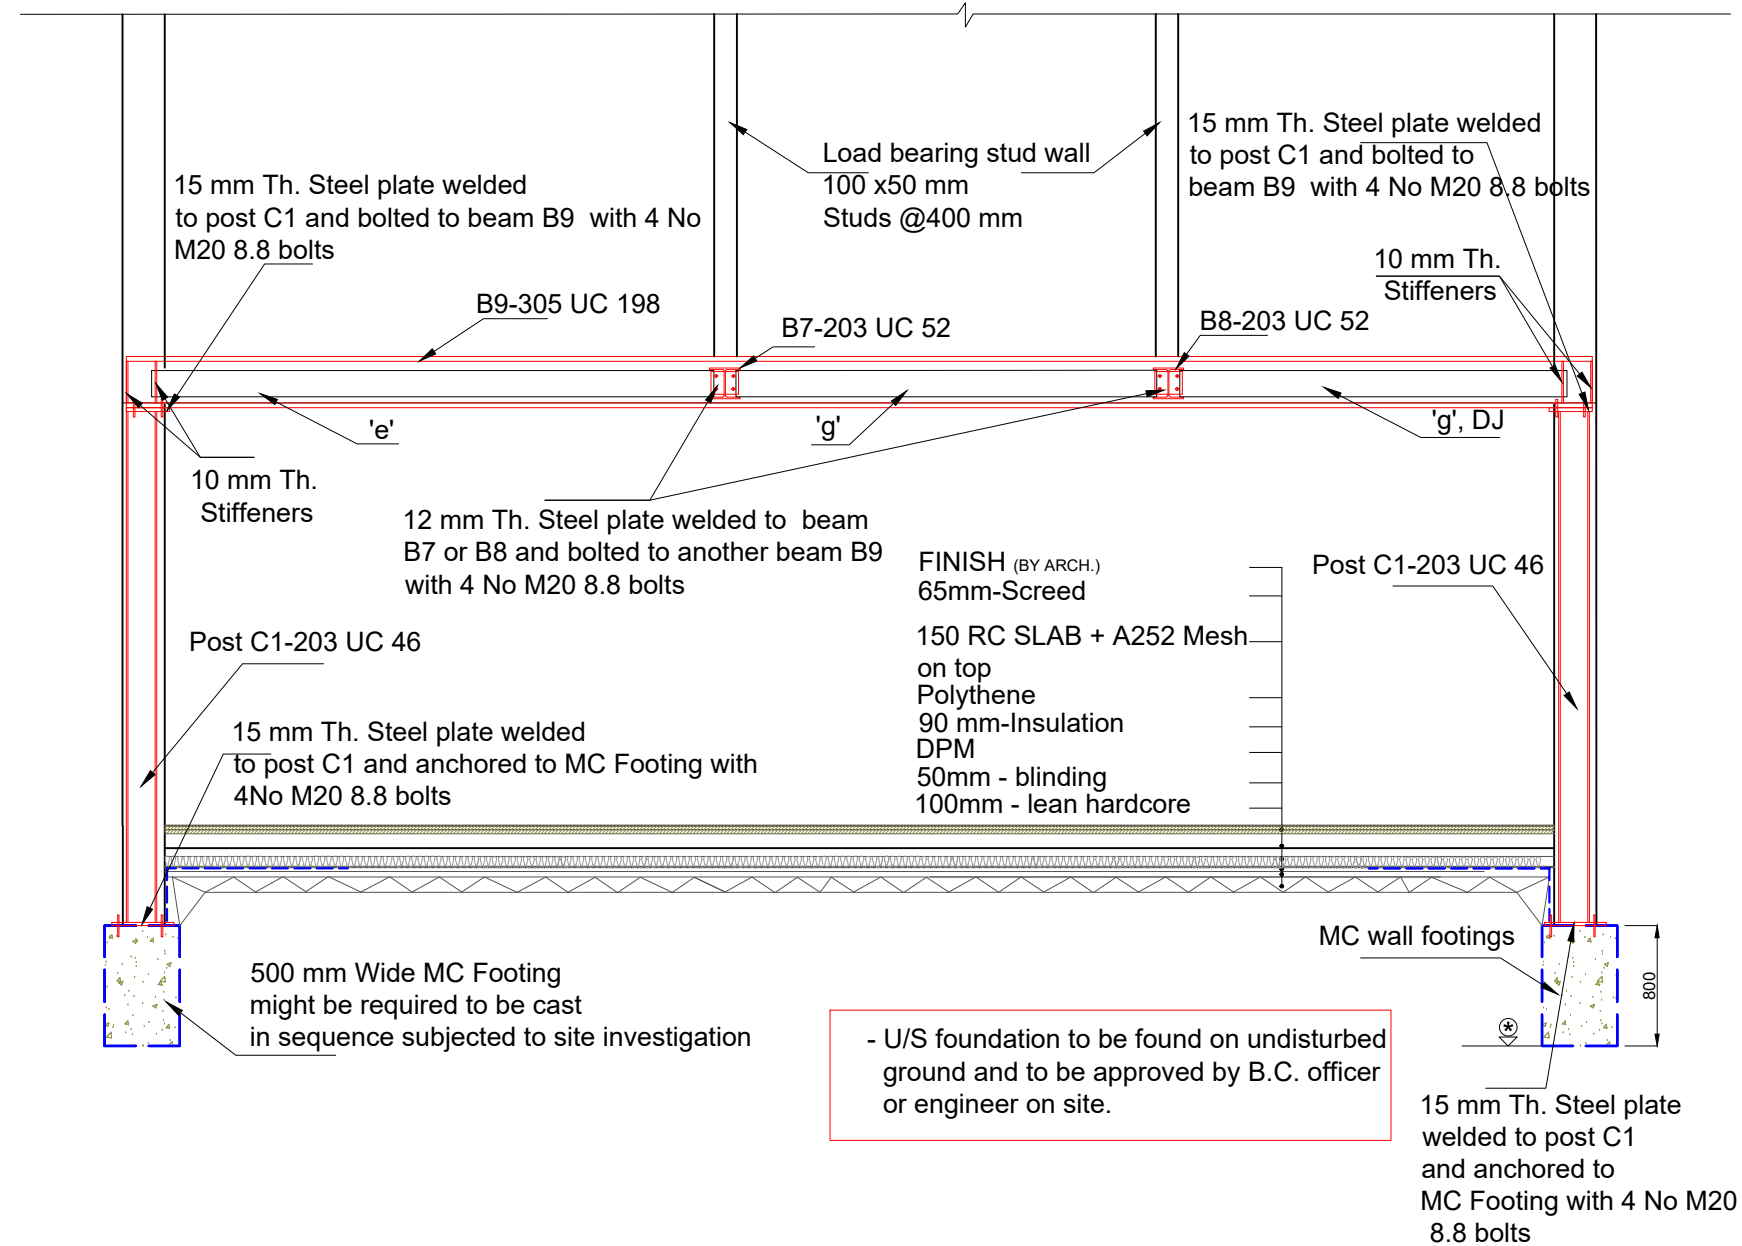 15 mm Th. Steel plate welded
to post C1 and bolted to
beam B9  with 4 No M20 8.8 bolts
Load bearing stud wall
100 x50 mm
Studs @400 mm
15 mm Th. Steel plate welded
to post C1 and bolted to beam B9  with 4 No
M20 8.8 bolts
10 mm Th.
Stiffeners
B9-305 UC 198
B7-203 UC 52
B8-203 UC 52
'e'
'g'
'g', DJ
10 mm Th.
Stiffeners
12 mm Th. Steel plate welded to  beam
B7 or B8 and bolted to another beam B9
with 4 No M20 8.8 bolts
FINISH (BY ARCH.)
65mm-Screed
150 RC SLAB + A252 Mesh
on top
Polythene
90 mm-Insulation
DPM
50mm - blinding
100mm - lean hardcore
Post C1-203 UC 46
Post C1-203 UC 46
15 mm Th. Steel plate welded
to post C1 and anchored to MC Footing with
4No M20 8.8 bolts
MC wall footings
800
500 mm Wide MC Footing
might be required to be cast
in sequence subjected to site investigation
- U/S foundation to be found on undisturbed
ground and to be approved by B.C. officer
or engineer on site.
15 mm Th. Steel plate
welded to post C1
and anchored to
MC Footing with 4 No M20
8.8 bolts